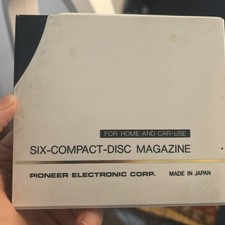 FOR HOME AND CAR-USE
SIX-COMPACT-DISC MAGAZINE
PIONEER ELECTRONIC CORP. MADE IN JAPAN